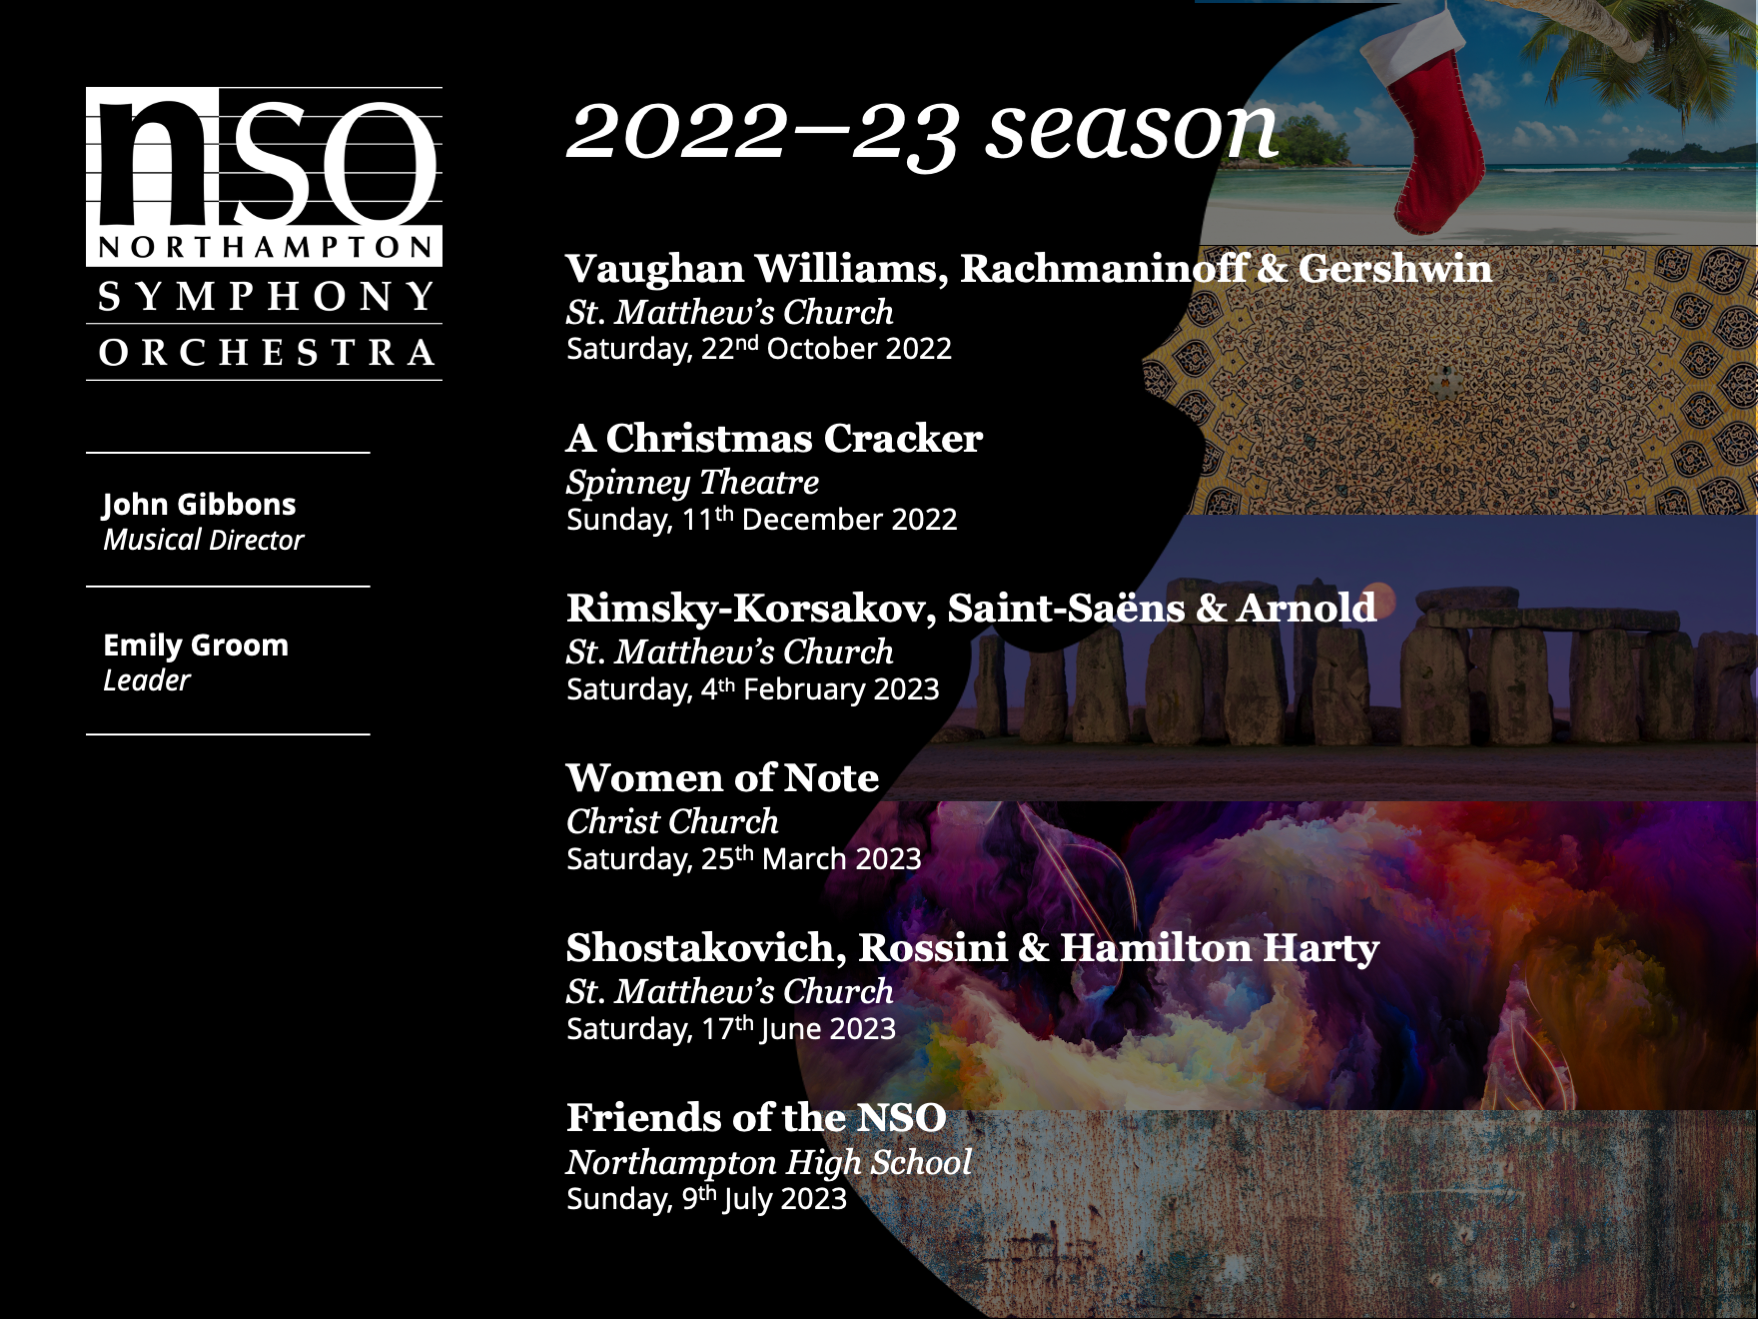 nso
NORTHAMPTON
SYMPHONY
ORCHESTRA
John Gibbons
Musical Director
Emily Groom
Leader
2022–23 season
Vaughan Williams, Rachmaninoff & Gershwin
St. Matthew’s Church
Saturday, 22nd October 2022
A Christmas Cracker
Spinney Theatre
Sunday, 11th December 2022
Rimsky-Korsakov, Saint-Saëns & Arnold
St. Matthew’s Church
Saturday, 4th February 2023
Women of Note
Christ Church
Saturday, 25th March 2023
Shostakovich, Rossini & Hamilton Harty
St. Matthew’s Church
Saturday, 17th June 2023
Friends of the NSO
Northampton High School
Sunday, 9th July 2023